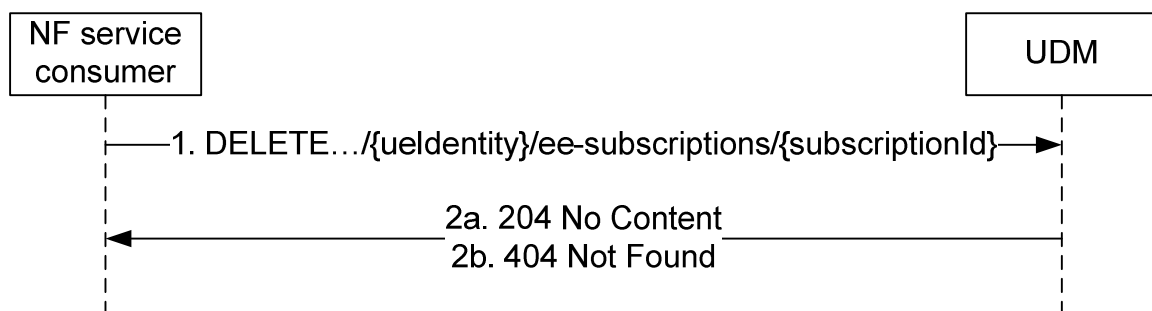 NF service
consumer
UDM
1. DELETE…/{ueIdentity}/ee-subscriptions/{subscriptionId}
2a. 204 No Content
2b. 404 Not Found